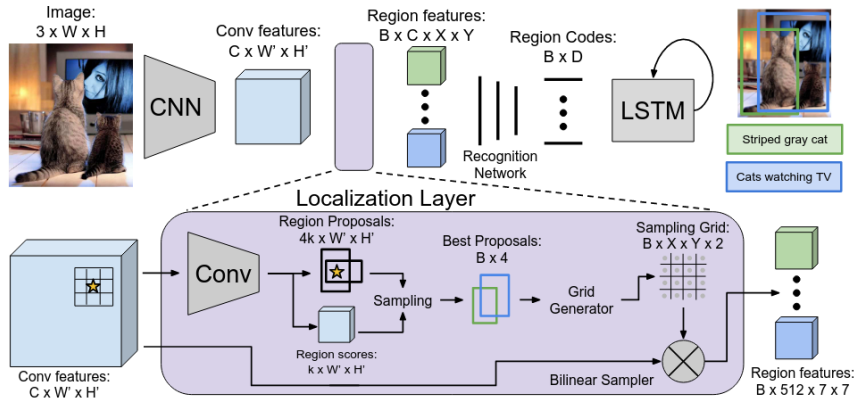 Image:
3 x W x H
Conv features:
C x W' x H'
Region features:
B x C x X x Y
Region Codes:
B x D
CNN
LSTM
Recognition
Network
Striped gray cat
Cats watching TV
Localization Layer
Region Proposals:
4k x W' x H'
Conv
Sampling
Region scores:
k x W' x H'
Best Proposals:
B x 4
Grid
Generator
Sampling Grid:
B x X x Y x 2
Bilinear Sampler
Conv features:
C x W' x H'
Region features:
B x 512 x 7 x 7